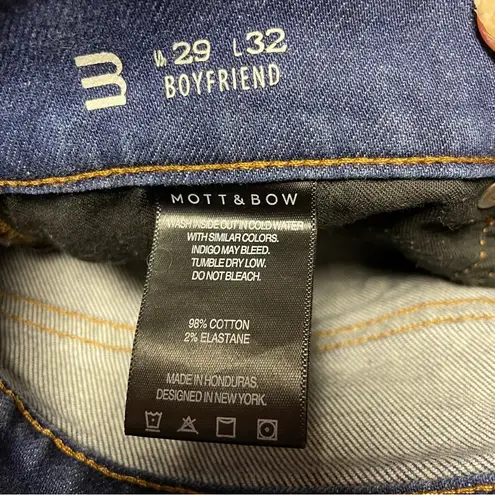 W 29 L 32
BOYFRIEND
MOTT & BOW
WASH INSIDE OUT IN COLD WATER
WITH SIMILAR COLORS.
INDIGO MAY BLEED.
TUMBLE DRY LOW.
DO NOT BLEACH.
98% COTTON
2% ELASTANE
MADE IN HONDURAS.
DESIGNED IN NEW YORK.